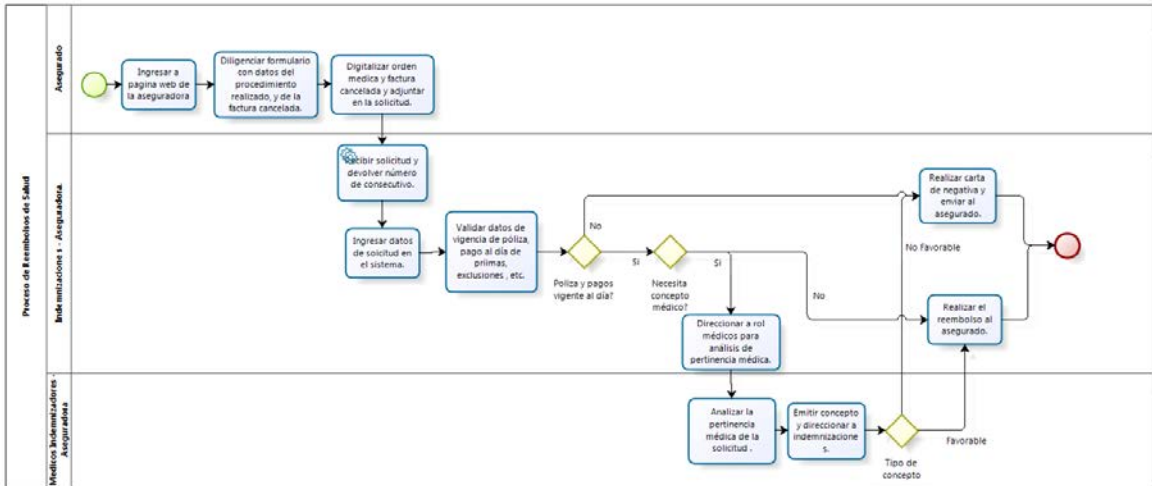 Proceso de Reembolsos de Salud
Asegurado
Ingresar a
pagina web de
la aseguradora
Diligenciar formulario
con datos del
procedimiento
realizado, y de la
factura cancelada.
Digitalizar orden
medica y factura
cancelada y adjuntar
en la solicitud.
Indemnizaciones - Aseguradora.
Recibir solicitud y
devolver número
de consecutivo.
Ingresar datos
de soicitud en
el sistema.
Validar datos de
vigencia de póliza,
pago al día de
priimas,
exclusiones , etc.
No
Si
Poliza y pagos
vigente al día?
Necesita
concepto
médico?
Si
No
Direccionar a rol
médicos para
análisis de
pertinencia médica.
Realizar carta
de negativa y
enviar al
asegurado.
No Favorable
Realizar el
reembolso al
asegurado.
Medicos Indemnizadores -
Aseguradora
Analizar la
pertinencia
médica de la
solicitud .
Emitir concepto
y direccionar a
indemnizacione
s.
Favorable
Tipo de
concepto